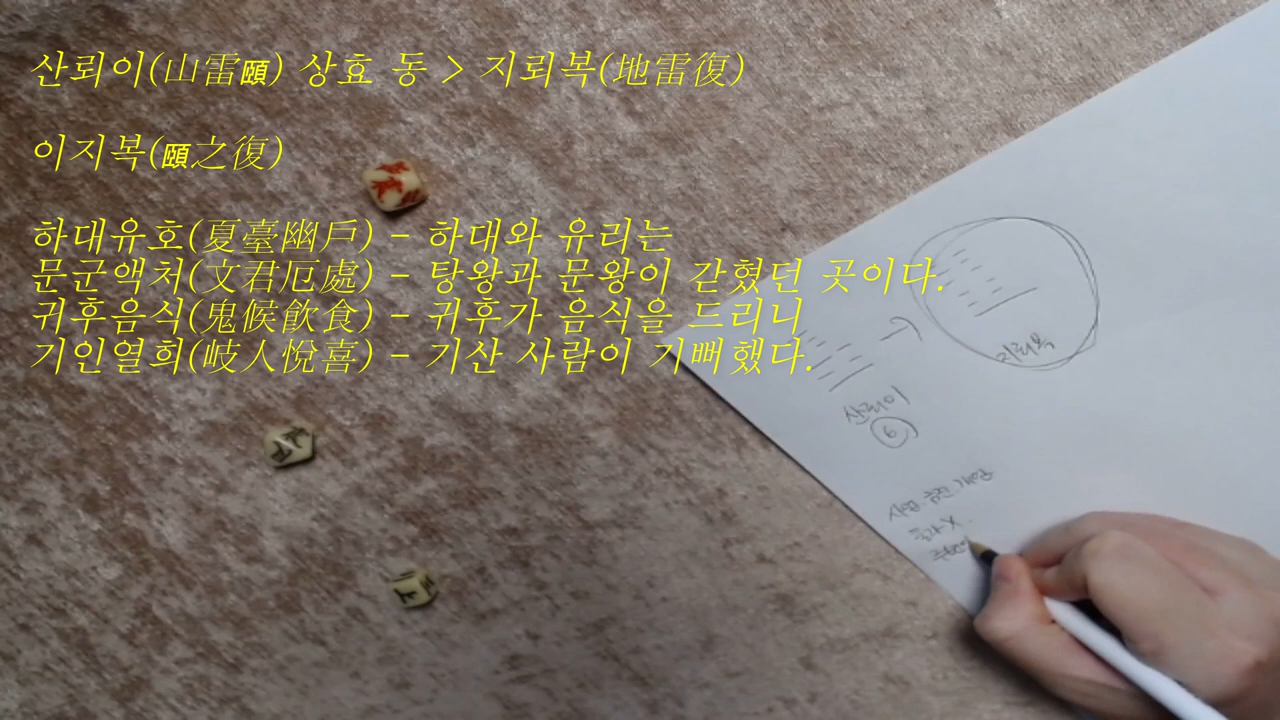 산뢰이(山雷頤) 상효 동 > 지뢰복(地雷復)
이지복(頤之復)
하대유호(夏臺幽戶) - 하대와 유리는
문군액처(文君厄處) - 탕왕과 문왕이 갇혔던 곳이다.
귀후음식(鬼候飮食) - 귀후가 음식을 드리니
기인열희(岐人悅喜) - 기산 사람이 기뻐했다.
지뢰복
산뢰이
6